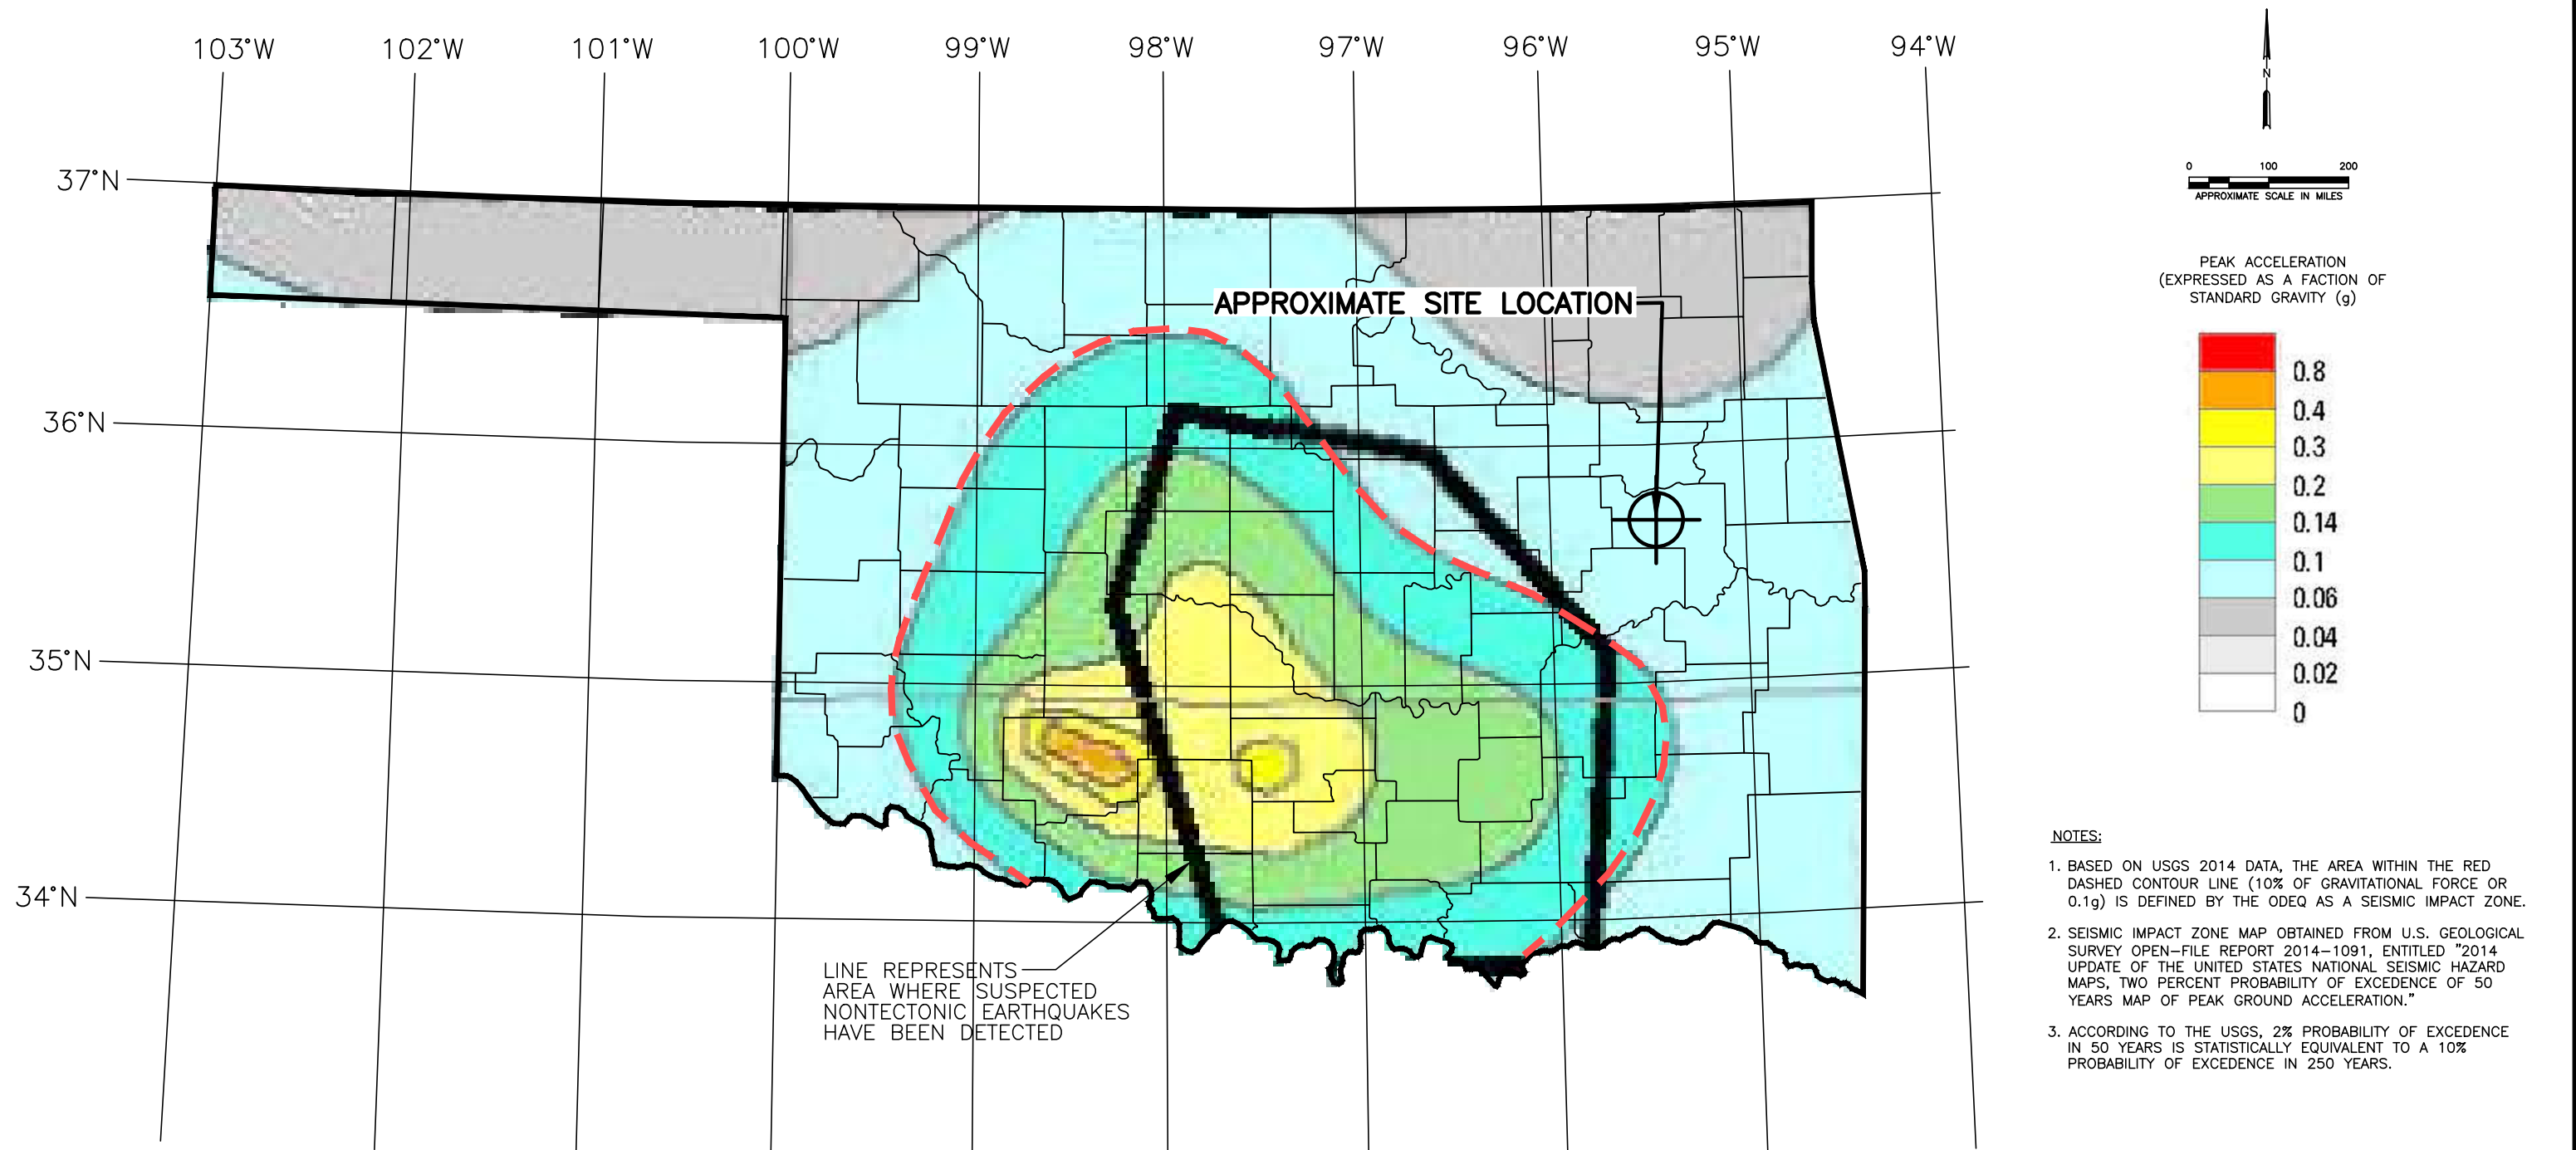 103°W 102°W 101°W 100°W 99°W 98°W 97°W 96°W 95°W 94°W
N
37°N
36°N
35°N
34°N
0 100 200
APPROXIMATE SCALE IN MILES
APPROXIMATE SITE LOCATION
LINE REPRESENTS
AREA WHERE SUSPECTED
NONTECTONIC EARTHQUAKES
HAVE BEEN DETECTED
PEAK ACCELERATION
(EXPRESSED AS A FACTION OF
STANDARD GRAVITY (g)
0.8
0.4
0.3
0.2
0.14
0.1
0.06
0.04
0.02
0
NOTES:
1. BASED ON USGS 2014 DATA, THE AREA WITHIN THE RED
DASHED CONTOUR LINE (10% OF GRAVITATIONAL FORCE OR
0.1g) IS DEFINED BY THE ODEQ AS A SEISMIC IMPACT ZONE.
2. SEISMIC IMPACT ZONE MAP OBTAINED FROM U.S. GEOLOGICAL
SURVEY OPEN-FILE REPORT 2014-1091, ENTITLED "2014
UPDATE OF THE UNITED STATES NATIONAL SEISMIC HAZARD
MAPS, TWO PERCENT PROBABILITY OF EXCEDENCE OF 50
YEARS MAP OF PEAK GROUND ACCELERATION."
3. ACCORDING TO THE USGS, 2% PROBABILITY OF EXCEDENCE
IN 50 YEARS IS STATISTICALLY EQUIVALENT TO A 10%
PROBABILITY OF EXCEDENCE IN 250 YEARS.